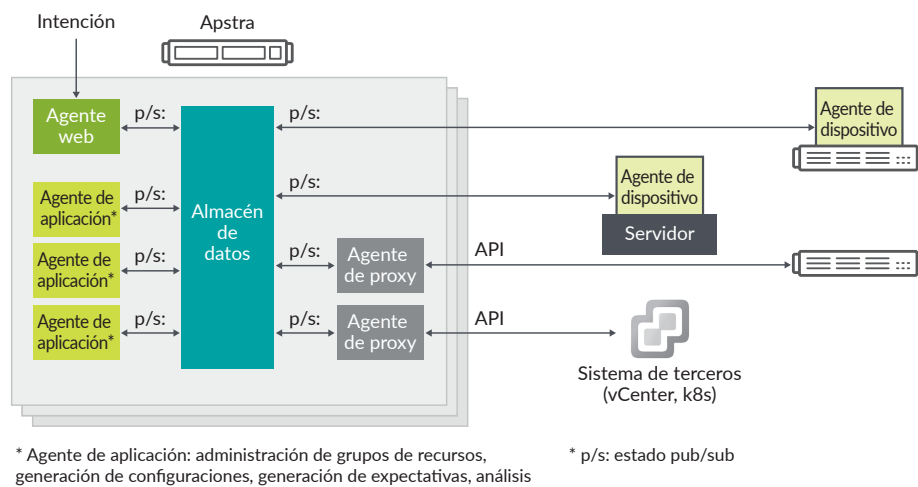 Intención
Apstra
Agente
web
p/s:
p/s:
Agente de
dispositivo
Agente de
aplicación*
p/s:
Almacén
de
datos
p/s:
Agente de
dispositivo
Servidor
Agente de
aplicación*
p/s:
p/s:
Agente
de proxy
API
Agente de
aplicación*
p/s:
p/s:
Agente
de proxy
API
Sistema de terceros
(vCenter, k8s)
* Agente de aplicación: administración de grupos de recursos,
generación de configuraciones, generación de expectativas, análisis
* p/s: estado pub/sub